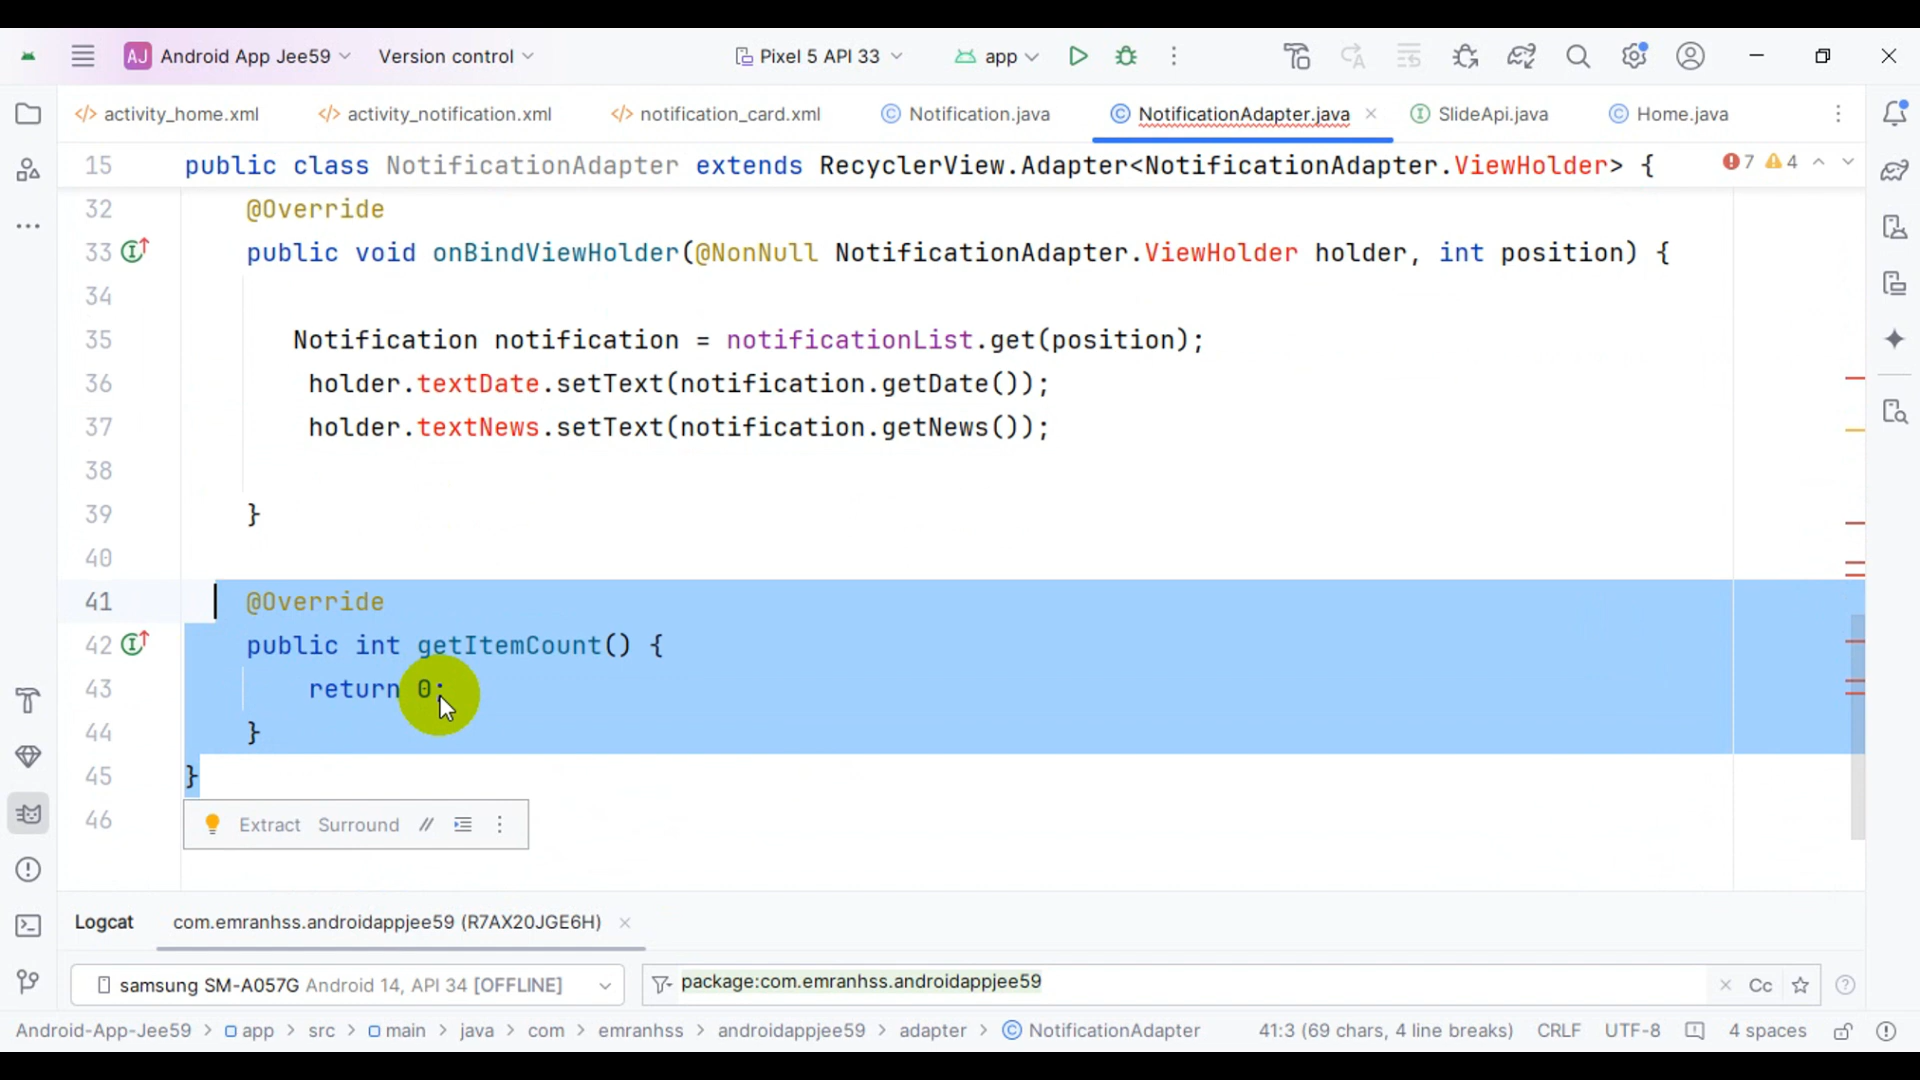 AJ Android App Jee59 Version control Pixel 5 API 33 app
activity_home.xml activity_notification.xml notification_card.xml Notification.java NotificationAdapter.java SlideApi.java Home.java
15 public class NotificationAdapter extends RecyclerView.Adapter<NotificationAdapter.ViewHolder> { 7 4
32 @Override
33 public void onBindViewHolder(@NonNull NotificationAdapter.ViewHolder holder, int position) {
34
35 Notification notification = notificationList.get(position);
36 holder.textDate.setText(notification.getDate());
37 holder.textNews.setText(notification.getNews());
38
39 }
40
41 @Override
42 public int getItemCount() {
43 return 0;
44 }
45 }
46
Extract Surround //
Logcat com.emranhss.androidappjee59 (R7AX20JGE6H)
samsung SM-A057G Android 14, API 34 [OFFLINE] package:com.emranhss.androidappjee59 Cc
Android-App-Jee59 > app > src > main > java > com > emranhss > androidappjee59 > adapter > NotificationAdapter 41:3 (69 chars, 4 line breaks) CRLF UTF-8 4 spaces